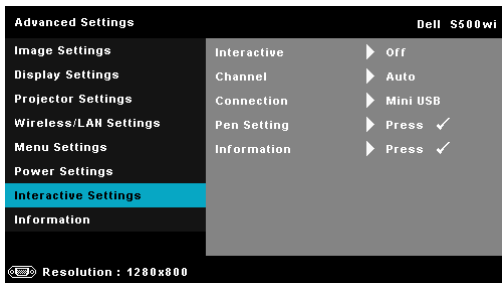 Advanced Settings Dell S500wi
Image Settings
Display Settings
Projector Settings
Wireless/LAN Settings
Menu Settings
Power Settings
Interactive Settings
Information
Interactive Off
Channel Auto
Connection Mini USB
Pen Setting Press ✓
Information Press ✓
Resolution : 1280x800